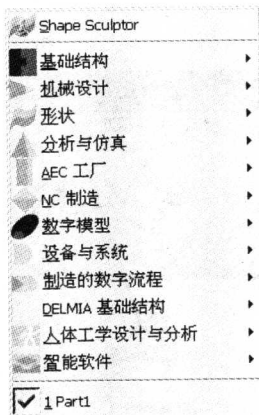 Shape Sculptor
基础结构
机械设计
形状
分析与仿真
AEC 工厂
NC 制造
数字模型
设备与系统
制造的数字流程
DELMIA 基础结构
人体工学设计与分析
智能软件
1 Part1